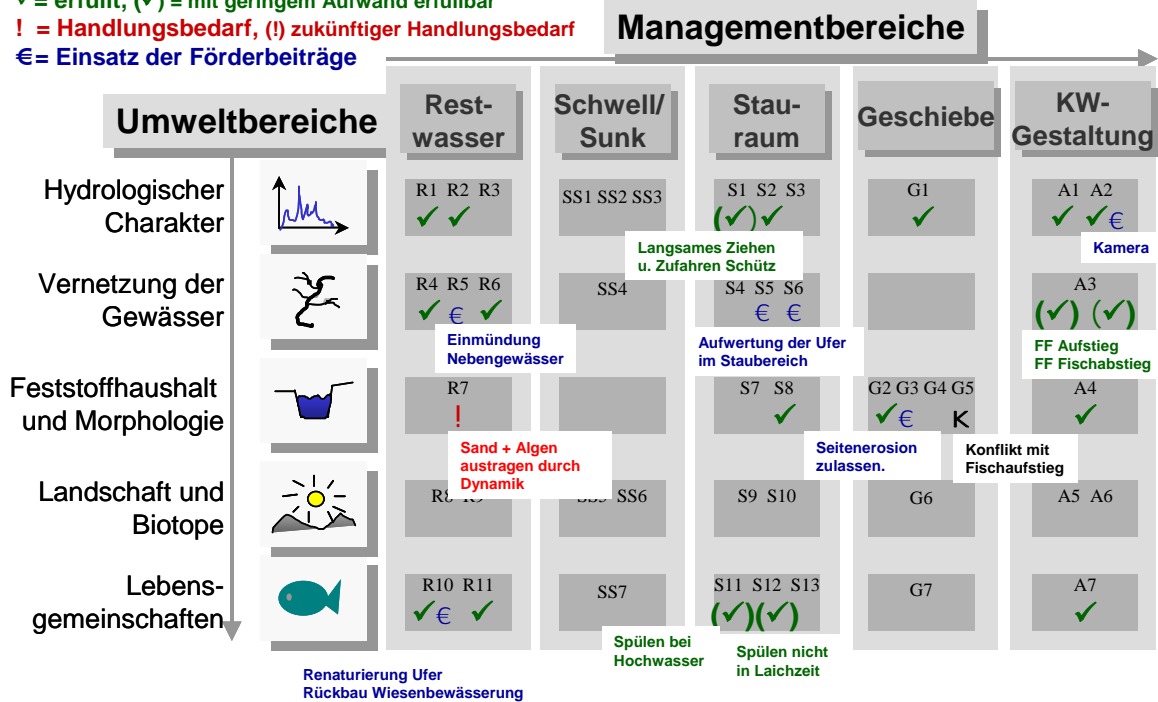 ✓ = erfüllt, (✓) = mit geringem Aufwand erfüllbar
! = Handlungsbedarf, (!) zukünftiger Handlungsbedarf
€ = Einsatz der Förderbeiträge
Managementbereiche
Umweltbereiche
Rest-
wasser
Schwell/
Sunk
Stau-
raum
Geschiebe
KW-
Gestaltung
Hydrologischer
Charakter
R1 R2 R3
✓ ✓
SS1 SS2 SS3
S1 S2 S3
(✓) ✓
G1
✓
A1 A2
✓ ✓€
Langsames Ziehen
u. Zufahren Schütz
Kamera
Vernetzung der
Gewässer
R4 R5 R6
✓ € ✓
SS4
S4 S5 S6
€ €
A3
(✓) (✓)
Einmündung
Nebengewässer
Aufwertung der Ufer
im Staubereich
FF Aufstieg
FF Fischabstieg
Feststoffhaushalt
und Morphologie
R7
!
S7 S8
✓
G2 G3 G4 G5
✓€ K
A4
✓
Sand + Algen
austragen durch
Dynamik
Seitenerosion
zulassen.
Konflikt mit
Fischaufstieg
Landschaft und
Biotope
R8 R9
SS5 SS6
S9 S10
G6
A5 A6
Lebens-
gemeinschaften
R10 R11
✓€ ✓
SS7
S11 S12 S13
(✓)(✓)
G7
A7
✓
Spülen bei
Hochwasser
Spülen nicht
in Laichzeit
Renaturierung Ufer
Rückbau Wiesenbewässerung